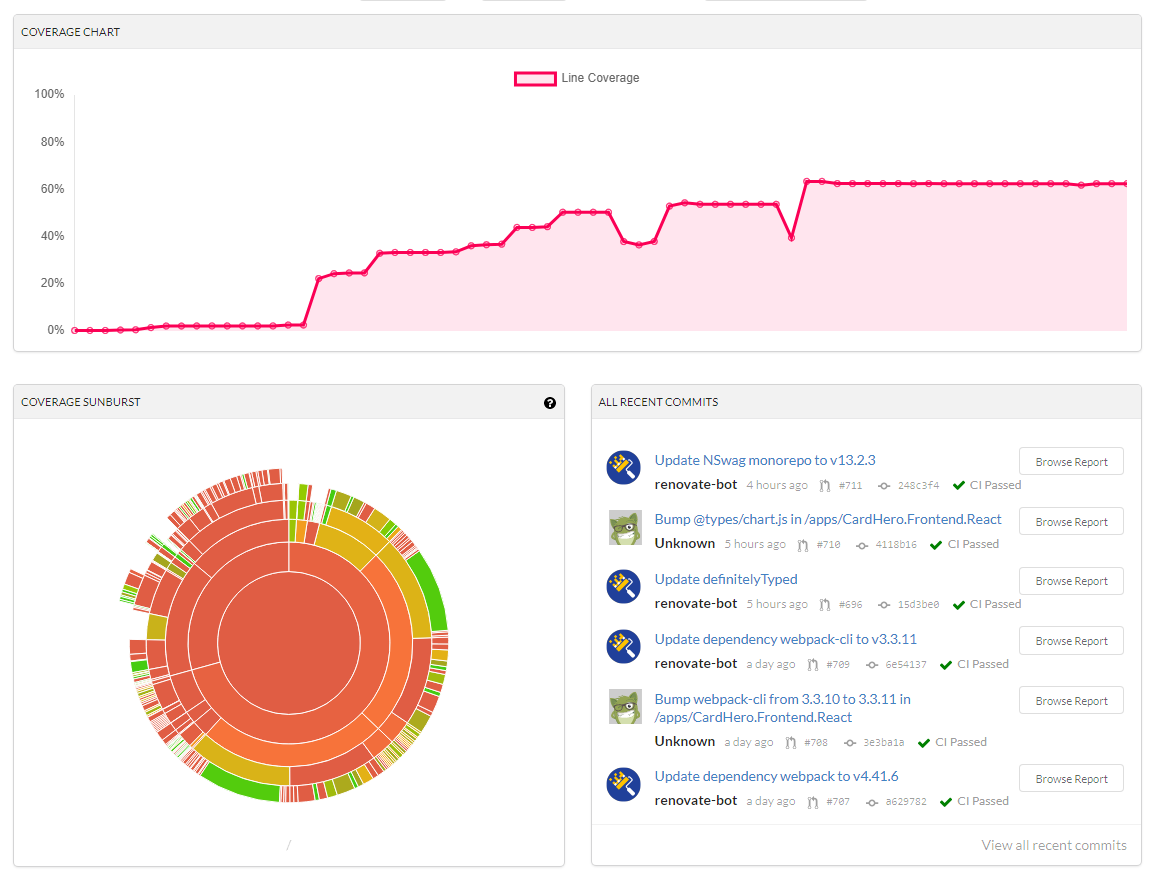 COVERAGE CHART
Line Coverage
100%
80%
60%
40%
20%
0%
COVERAGE SUNBURST
?
/
ALL RECENT COMMITS
Update NSwag monorepo to v13.2.3
Browse Report
renovate-bot 4 hours ago #711 248c3f4 CI Passed
Bump @types/chart.js in /apps/CardHero.Frontend.React
Browse Report
Unknown 5 hours ago #710 4118b16 CI Passed
Update definitelyTyped
Browse Report
renovate-bot 5 hours ago #696 15d3be0 CI Passed
Update dependency webpack-cli to v3.3.11
Browse Report
renovate-bot a day ago #709 6e54137 CI Passed
Bump webpack-cli from 3.3.10 to 3.3.11 in
/apps/CardHero.Frontend.React
Browse Report
Unknown a day ago #708 3e3ba1a CI Passed
Update dependency webpack to v4.41.6
Browse Report
renovate-bot a day ago #707 a629782 CI Passed
View all recent commits